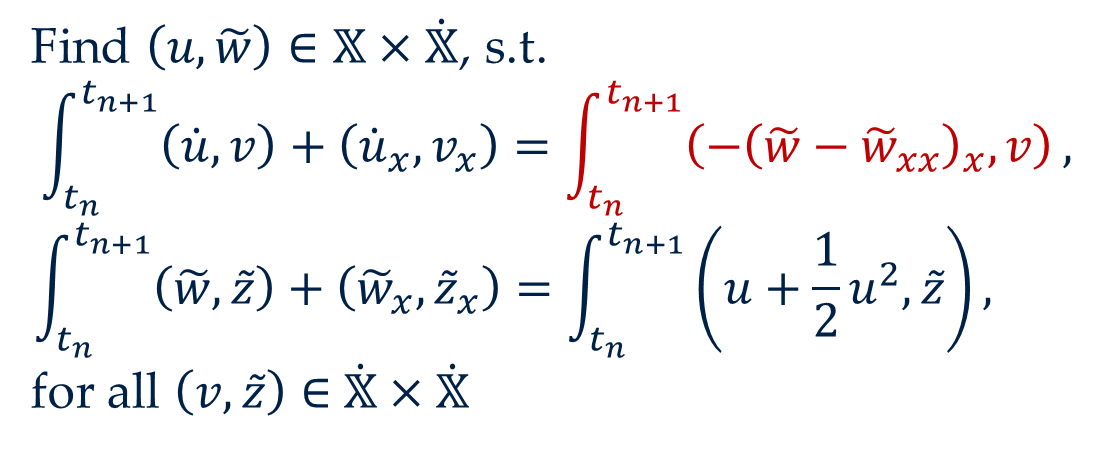 Find (u, w̃) ∈ 𝕏 × 𝕏̇, s.t.
∫_{t_n}^{t_{n+1}} (u̇, v) + (u̇_x, v_x) = ∫_{t_n}^{t_{n+1}} (−(w̃ − w̃_{xx})_x, v) ,
∫_{t_n}^{t_{n+1}} (w̃, z̃) + (w̃_x, z̃_x) = ∫_{t_n}^{t_{n+1}} (u + \frac{1}{2} u², z̃) ,
for all (v, z̃) ∈ 𝕏̇ × 𝕏̇